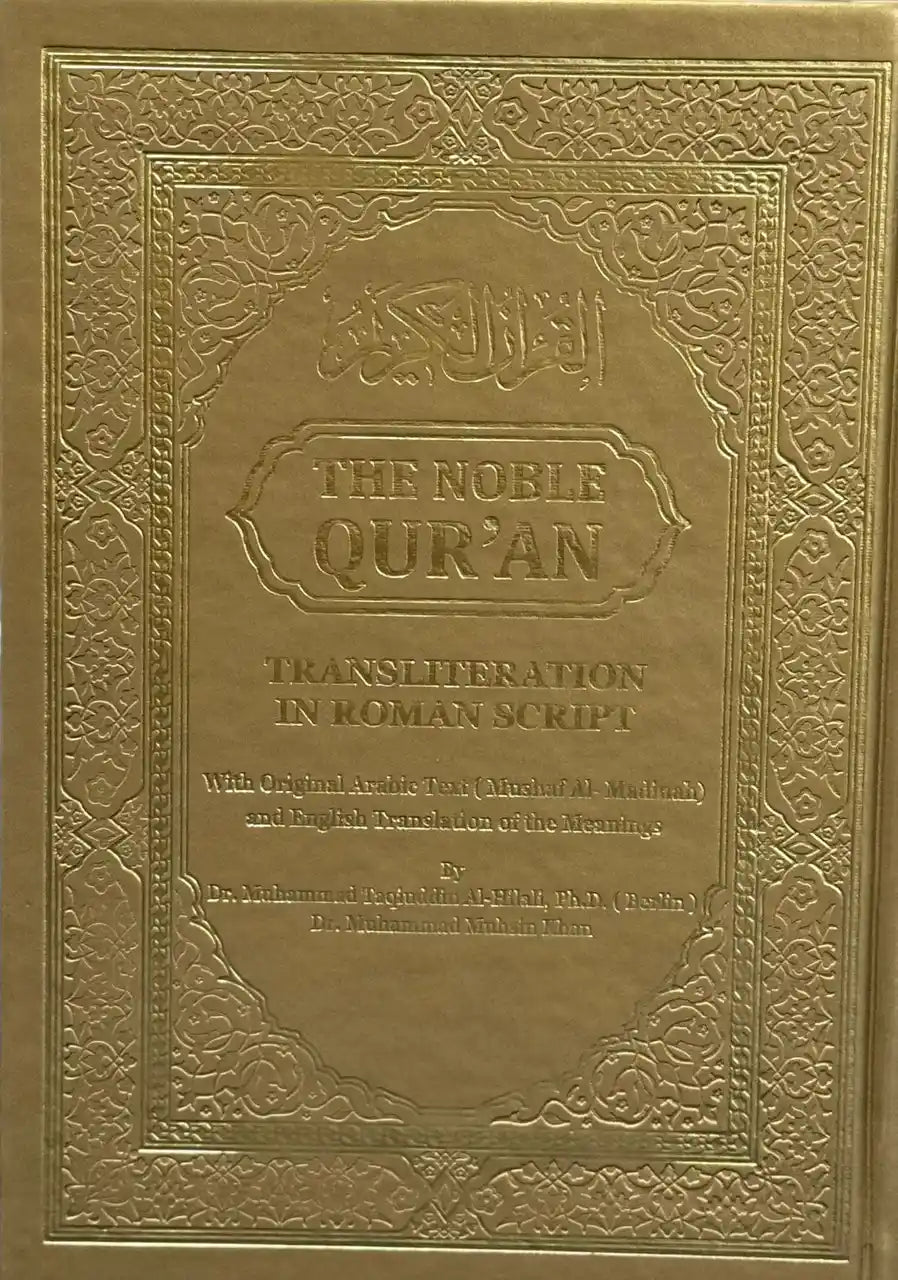 القرآن الكريم
THE NOBLE
QUR'AN
TRANSLITERATION
IN ROMAN SCRIPT
With Original Arabic Text ( Mushaf Al- Madinah)
and English Translation of the Meanings
By
Dr. Muhammad Taqiuddin Al-Hilali, Ph.D. ( Berlin )
Dr. Muhammad Muhsin Khan